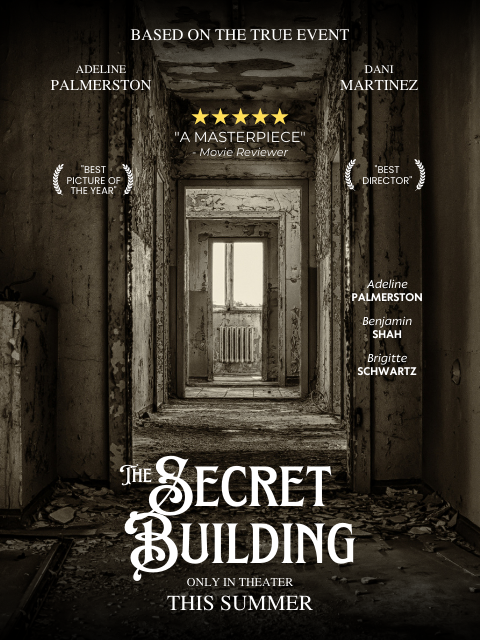 BASED ON THE TRUE EVENT
ADELINE
PALMERSTON
DANI
MARTINEZ
"A MASTERPIECE"
- Movie Reviewer
"BEST
PICTURE OF
THE YEAR"
"BEST
DIRECTOR"
Adeline
PALMERSTON
Benjamin
SHAH
Brigitte
SCHWARTZ
THE SECRET
BUILDING
ONLY IN THEATER
THIS SUMMER